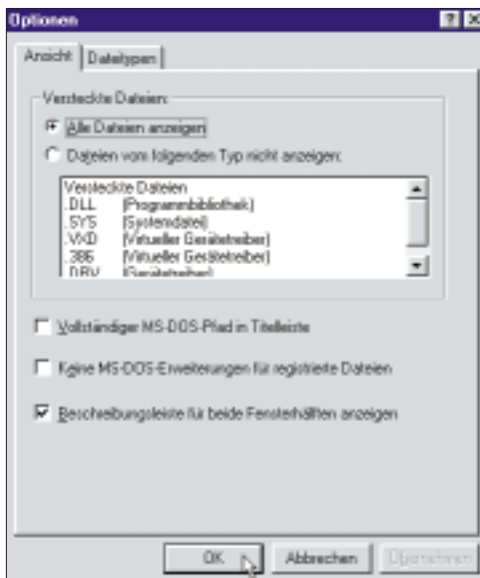 Optionen
Ansicht Dateitypen
Versteckte Dateien:
Alle Dateien anzeigen
Dateien vom folgenden Typ nicht anzeigen:
Versteckte Dateien
.DLL (Programmbibliothek)
.SYS (Systemdatei)
.VXD (Virtueller Gerätetreiber)
.386 (Virtueller Gerätetreiber)
.DRV (Gerätetreiber)
Vollständiger MS-DOS-Pfad in Titelleiste
Keine MS-DOS-Erweiterungen für registrierte Dateien
Beschreibungsleiste für beide Fensterhälften anzeigen
OK Abbrechen Übernehmen